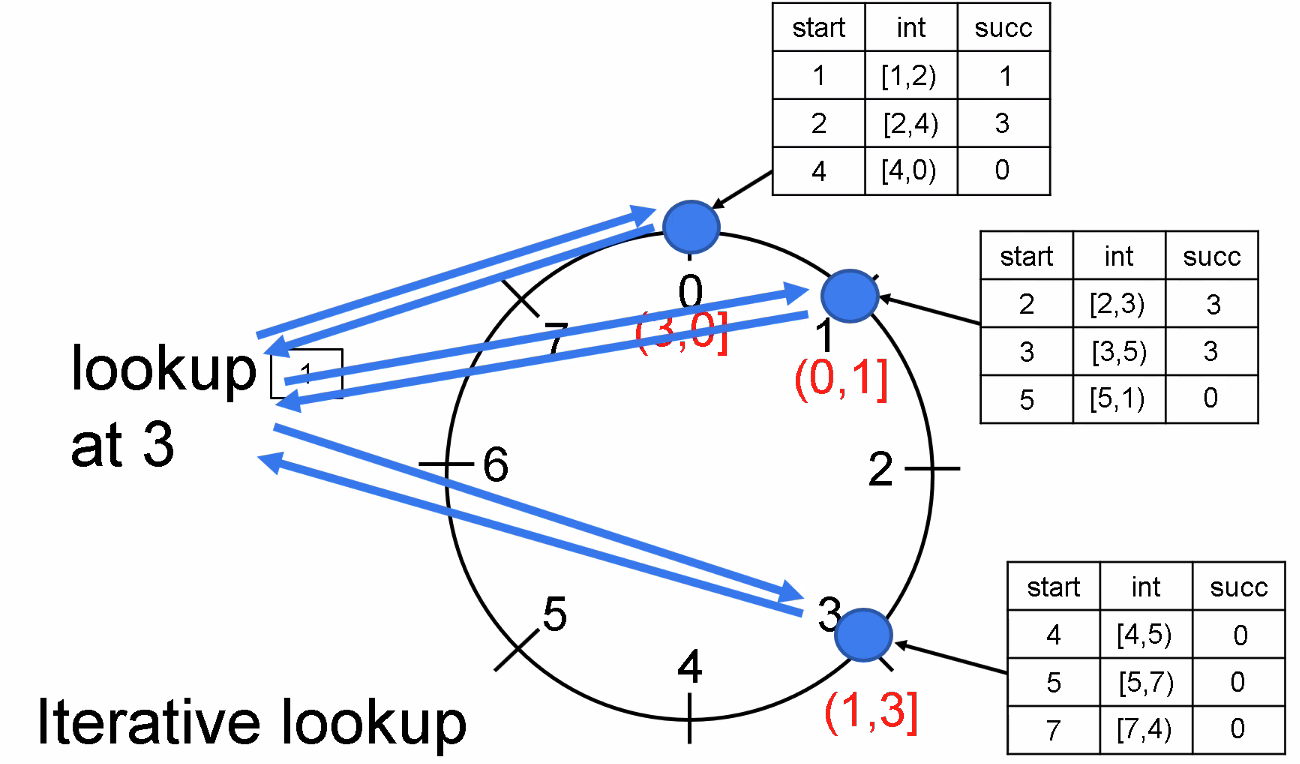 start int succ
1 [1,2) 1
2 [2,4) 3
4 [4,0) 0
start int succ
2 [2,3) 3
3 [3,5) 3
5 [5,1) 0
0
(3,0]
7
1
(0,1]
lookup 1
at 3
6
2
5
3
4
(1,3]
start int succ
4 [4,5) 0
5 [5,7) 0
7 [7,4) 0
Iterative lookup